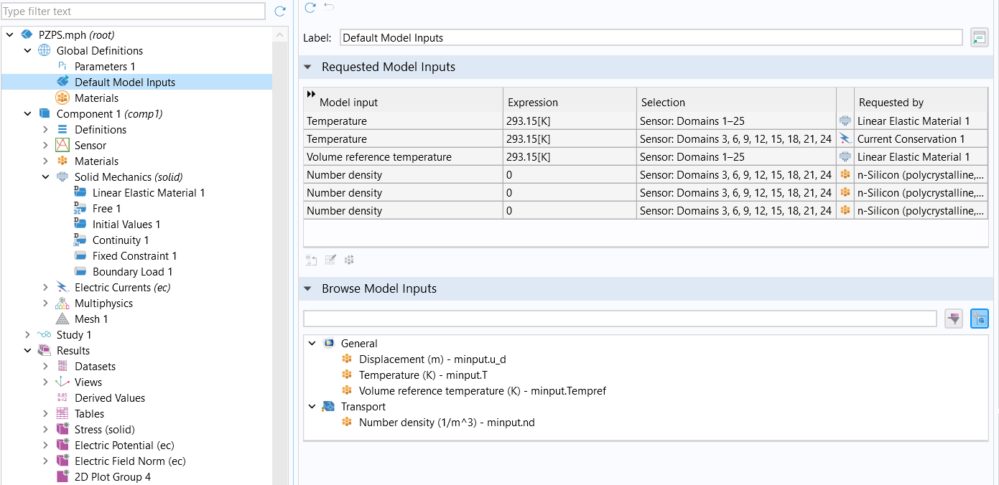 Type filter text
PZPS.mph (root)
Global Definitions
Pi Parameters 1
Default Model Inputs
Materials
Component 1 (comp1)
Definitions
Sensor
Materials
Solid Mechanics (solid)
D Linear Elastic Material 1
D Free 1
D Initial Values 1
D Continuity 1
Fixed Constraint 1
Boundary Load 1
Electric Currents (ec)
Multiphysics
Mesh 1
Study 1
Results
Datasets
Views
8.85 e-12 Derived Values
Tables
Stress (solid)
Electric Potential (ec)
Electric Field Norm (ec)
2D Plot Group 4
Label: Default Model Inputs
Requested Model Inputs
Model input Expression Selection Requested by
Temperature 293.15[K] Sensor: Domains 1–25 Linear Elastic Material 1
Temperature 293.15[K] Sensor: Domains 3, 6, 9, 12, 15, 18, 21, 24 Current Conservation 1
Volume reference temperature 293.15[K] Sensor: Domains 1–25 Linear Elastic Material 1
Number density 0 Sensor: Domains 3, 6, 9, 12, 15, 18, 21, 24 n-Silicon (polycrystalline,...
Number density 0 Sensor: Domains 3, 6, 9, 12, 15, 18, 21, 24 n-Silicon (polycrystalline,...
Number density 0 Sensor: Domains 3, 6, 9, 12, 15, 18, 21, 24 n-Silicon (polycrystalline,...
Browse Model Inputs
General
Displacement (m) - minput.u_d
Temperature (K) - minput.T
Volume reference temperature (K) - minput.Tempref
Transport
Number density (1/m^3) - minput.nd